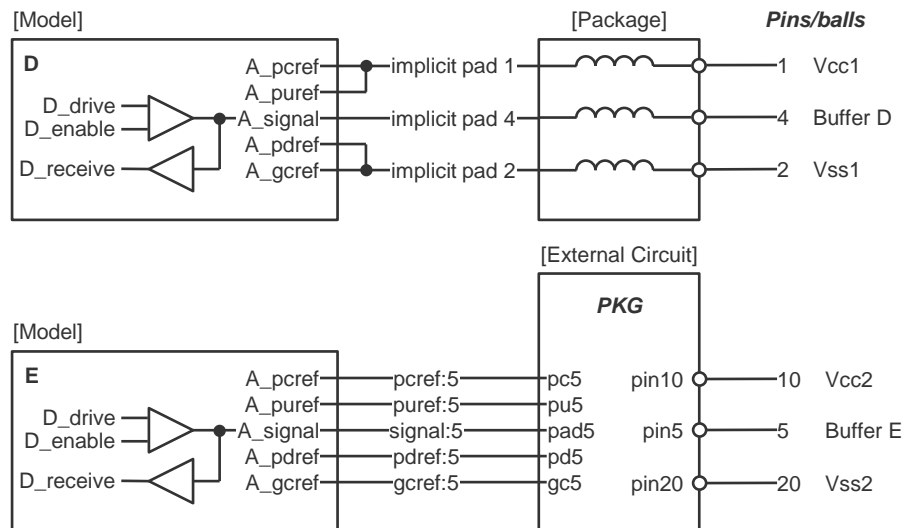 [Model] [Package] Pins/balls
D A_pcref implicit pad 1 1 Vcc1
A_puref
D_drive
A_signal implicit pad 4 4 Buffer D
D_enable
A_pdref
D_receive A_gcref implicit pad 2 2 Vss1
[External Circuit]
PKG
[Model]
E A_pcref pcref:5 pc5 pin10 10 Vcc2
A_puref puref:5 pu5
D_drive
A_signal signal:5 pad5 pin5 5 Buffer E
D_enable
A_pdref pdref:5 pd5
D_receive A_gcref gcref:5 gc5 pin20 20 Vss2